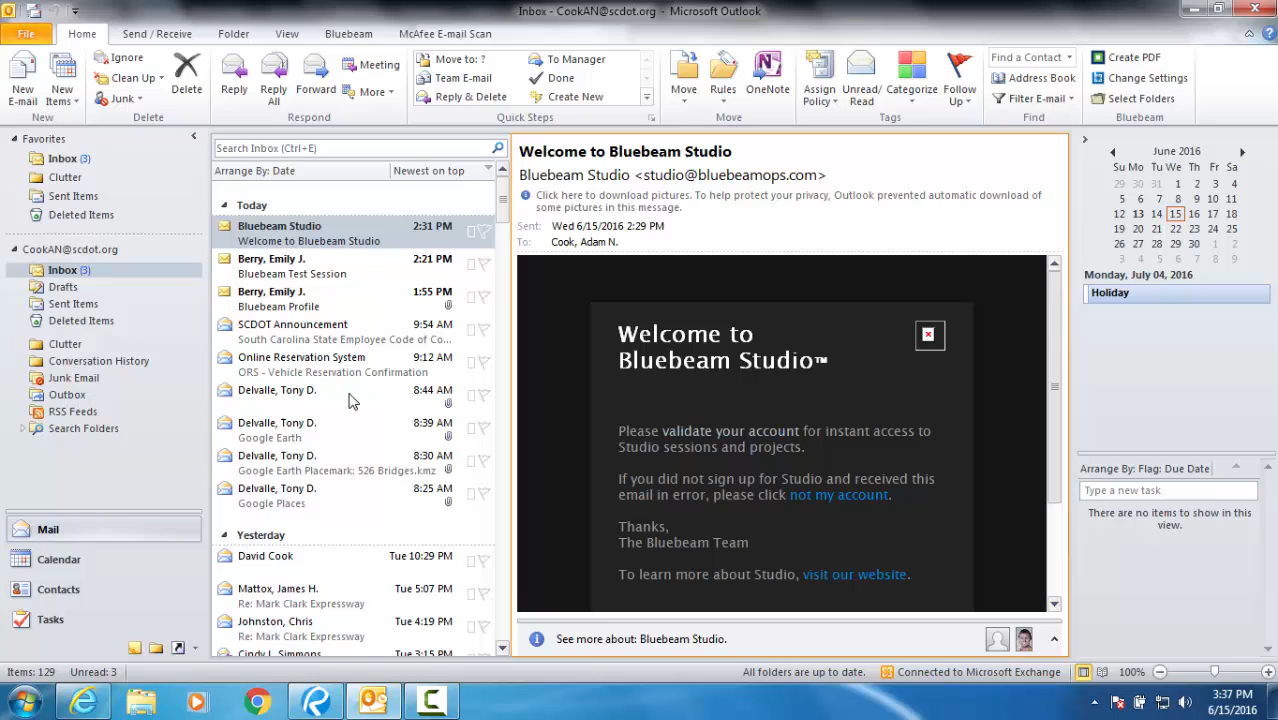 Inbox - CookAN@scdot.org - Microsoft Outlook
File Home Send / Receive Folder View Bluebeam McAfee E-mail Scan
New E-mail
New Items
New
Ignore
Clean Up
Junk
Delete
Delete
Reply
Reply All
Forward
Meeting
More
Respond
Move to: ?
Team E-mail
Reply & Delete
To Manager
Done
Create New
Quick Steps
Move
Rules
OneNote
Move
Assign Policy
Unread/ Read
Categorize
Follow Up
Tags
Find a Contact
Address Book
Filter E-mail
Find
Create PDF
Change Settings
Select Folders
Bluebeam
Favorites
Inbox (3)
Clutter
Sent Items
Deleted Items
CookAN@scdot.org
Inbox (3)
Drafts
Sent Items
Deleted Items
Clutter
Conversation History
Junk Email
Outbox
RSS Feeds
Search Folders
Mail
Calendar
Contacts
Tasks
Search Inbox (Ctrl+E)
Arrange By: Date Newest on top
Today
Bluebeam Studio 2:31 PM
Welcome to Bluebeam Studio
Berry, Emily J. 2:21 PM
Bluebeam Test Session
Berry, Emily J. 1:55 PM
Bluebeam Profile
SCDOT Announcement 9:54 AM
South Carolina State Employee Code of Co...
Online Reservation System 9:12 AM
ORS - Vehicle Reservation Confirmation
Delvalle, Tony D. 8:44 AM
Delvalle, Tony D. 8:39 AM
Google Earth
Delvalle, Tony D. 8:30 AM
Google Earth Placemark: 526 Bridges.kmz
Delvalle, Tony D. 8:25 AM
Google Places
Yesterday
David Cook Tue 10:29 PM
Mattox, James H. Tue 5:07 PM
Re: Mark Clark Expressway
Johnston, Chris Tue 4:19 PM
Re: Mark Clark Expressway
Cindy L. Simmons Tue 3:15 PM
Welcome to Bluebeam Studio
Bluebeam Studio <studio@bluebeamops.com>
Click here to download pictures. To help protect your privacy, Outlook prevented automatic download of
some pictures in this message.
Sent: Wed 6/15/2016 2:29 PM
To: Cook, Adam N.
Welcome to
Bluebeam Studio™
Please validate your account for instant access to
Studio sessions and projects.
If you did not sign up for Studio and received this
email in error, please click not my account.
Thanks,
The Bluebeam Team
To learn more about Studio, visit our website.
See more about: Bluebeam Studio.
June 2016
Su Mo Tu We Th Fr Sa
29 30 31 1 2 3 4
5 6 7 8 9 10 11
12 13 14 15 16 17 18
19 20 21 22 23 24 25
26 27 28 29 30 1 2
3 4 5 6 7 8 9
Monday, July 04, 2016
Holiday
Arrange By: Flag: Due Date
Type a new task
There are no items to show in this
view.
Items: 129 Unread: 3 All folders are up to date. Connected to Microsoft Exchange 100%
3:37 PM
6/15/2016